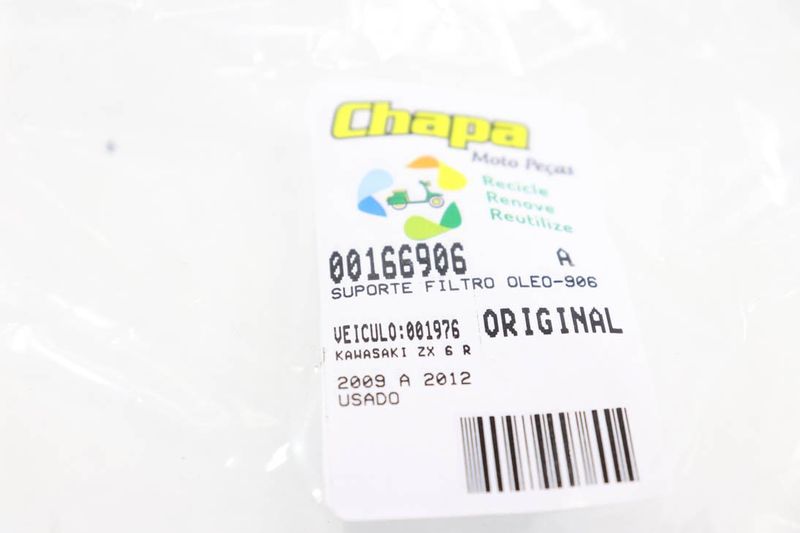 Chapa
Moto Peças
Recicle
Renove
Reutilize
00166906 A
SUPORTE FILTRO OLEO-906
VEICULO:001976 ORIGINAL
KAWASAKI ZX 6 R
2009 A 2012
USADO